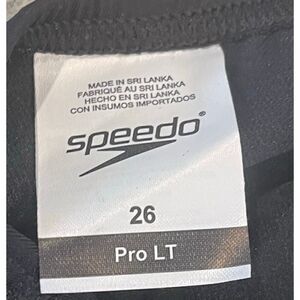 MADE IN SRI LANKA
FABRIQUÉ AU SRI LANKA
HECHO EN SRI LANKA
CON INSUMOS IMPORTADOS
speedo®
26
Pro LT